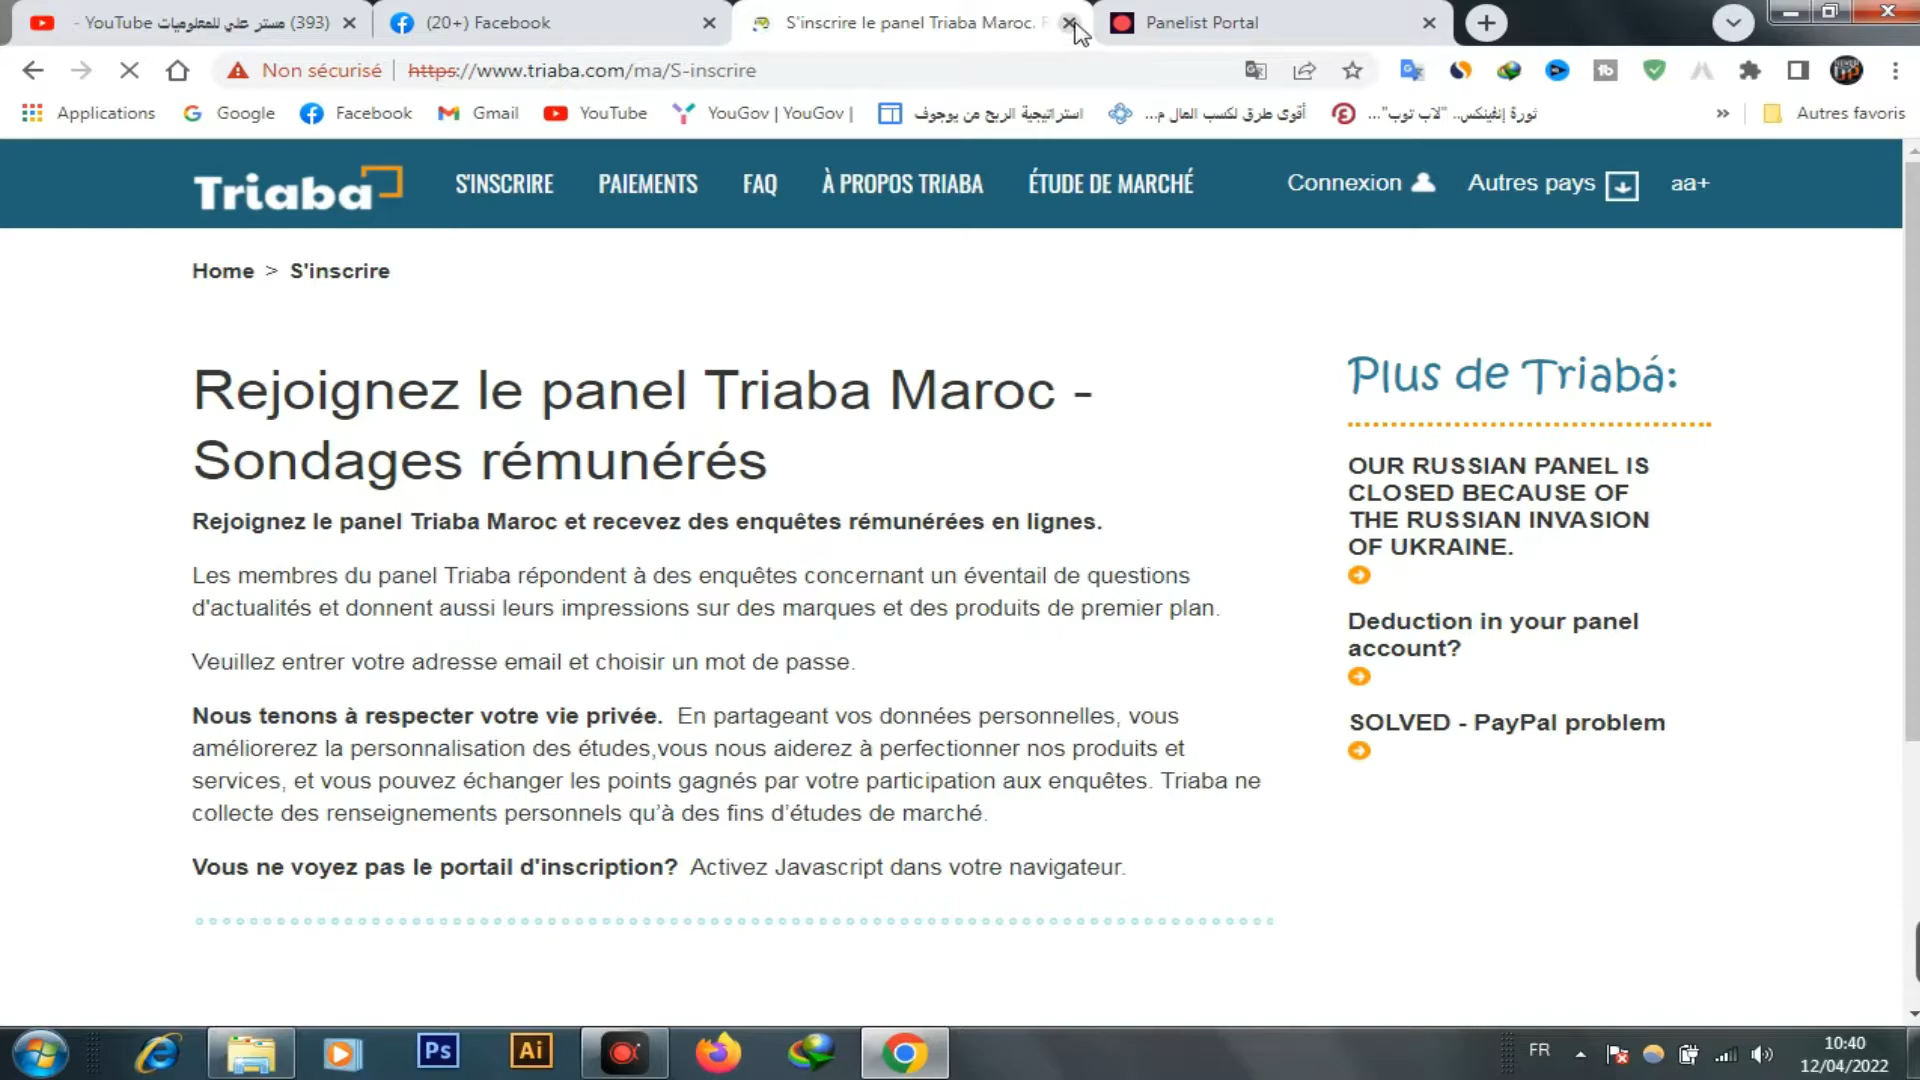 - YouTube مستر علي للمعلوميات (393)
(20+) Facebook
S'inscrire le panel Triaba Maroc.
Panelist Portal
Non sécurisé
https://www.triaba.com/ma/S-inscrire
Applications
Google
Facebook
Gmail
YouTube
YouGov | YouGov |
استراتيجية الربح من يوجوف
أقوى طرق لكسب المال م...
ثورة إنفينكس.. "لاب توب"...
»
Autres favoris
Triaba
S'INSCRIRE
PAIEMENTS
FAQ
À PROPOS TRIABA
ÉTUDE DE MARCHÉ
Connexion
Autres pays
aa+
Home > S'inscrire
Rejoignez le panel Triaba Maroc -
Sondages rémunérés
Rejoignez le panel Triaba Maroc et recevez des enquêtes rémunérées en lignes.
Les membres du panel Triaba répondent à des enquêtes concernant un éventail de questions
d'actualités et donnent aussi leurs impressions sur des marques et des produits de premier plan.
Veuillez entrer votre adresse email et choisir un mot de passe.
Nous tenons à respecter votre vie privée. En partageant vos données personnelles, vous
améliorerez la personnalisation des études,vous nous aiderez à perfectionner nos produits et
services, et vous pouvez échanger les points gagnés par votre participation aux enquêtes. Triaba ne
collecte des renseignements personnels qu'à des fins d'études de marché.
Vous ne voyez pas le portail d'inscription? Activez Javascript dans votre navigateur.
Plus de Triabá:
OUR RUSSIAN PANEL IS
CLOSED BECAUSE OF
THE RUSSIAN INVASION
OF UKRAINE.
Deduction in your panel
account?
SOLVED - PayPal problem
Ps
Ai
FR
10:40
12/04/2022